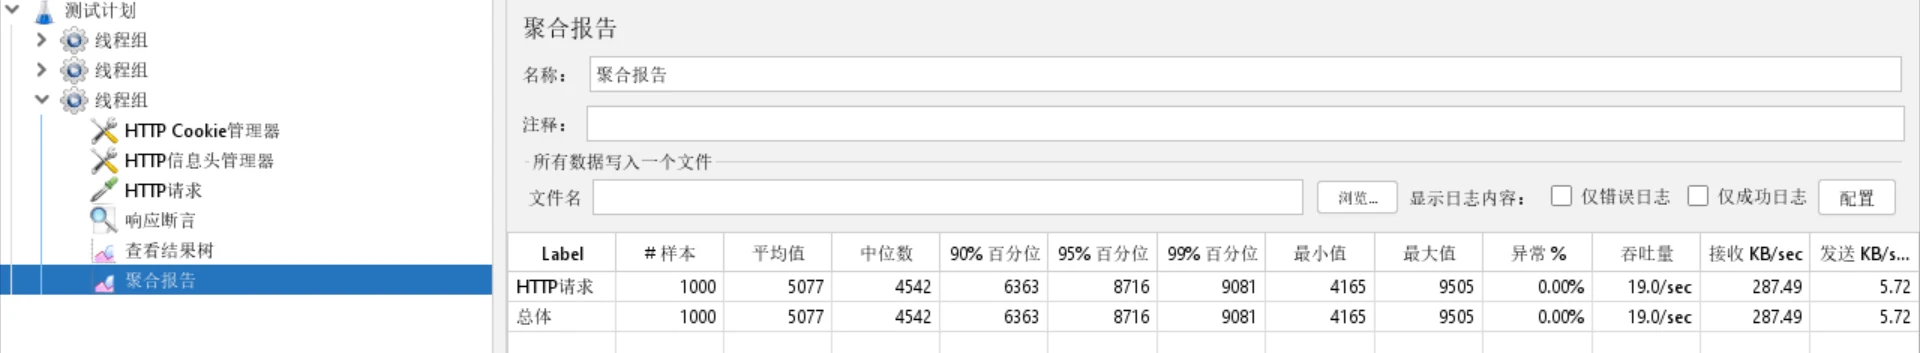 测试计划
线程组
线程组
线程组
HTTP Cookie管理器
HTTP信息头管理器
HTTP请求
响应断言
查看结果树
聚合报告
聚合报告
名称： 聚合报告
注释：
所有数据写入一个文件
文件名 浏览... 显示日志内容： 仅错误日志 仅成功日志 配置
Label # 样本 平均值 中位数 90% 百分位 95% 百分位 99% 百分位 最小值 最大值 异常 % 吞吐量 接收 KB/sec 发送 KB/s...
HTTP请求 1000 5077 4542 6363 8716 9081 4165 9505 0.00% 19.0/sec 287.49 5.72
总体 1000 5077 4542 6363 8716 9081 4165 9505 0.00% 19.0/sec 287.49 5.72